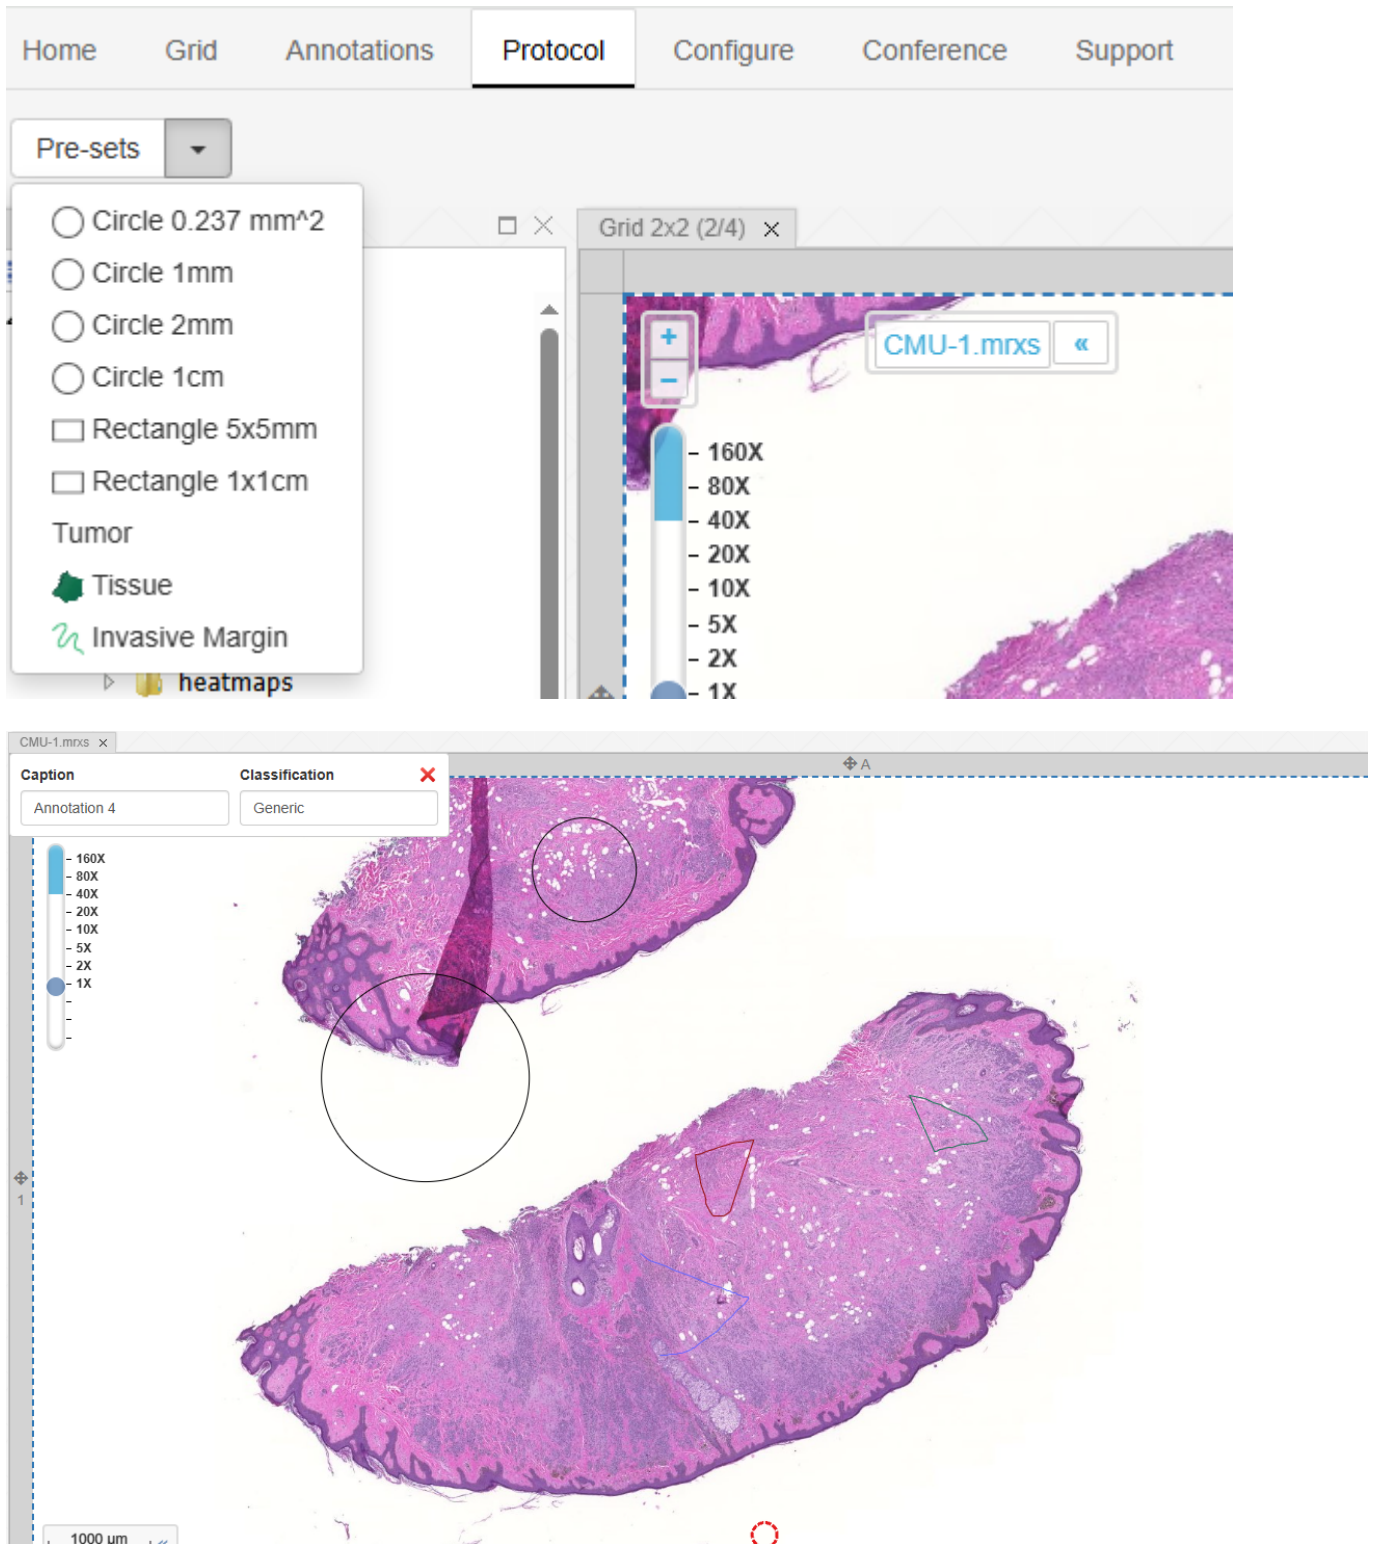 Home Grid Annotations Protocol Configure Conference Support
Pre-sets
Circle 0.237 mm^2
Circle 1mm
Circle 2mm
Circle 1cm
Rectangle 5x5mm
Rectangle 1x1cm
Tumor
Tissue
Invasive Margin
heatmaps
Grid 2x2 (2/4)
CMU-1.mrxs «
+
−
160X
80X
40X
20X
10X
5X
2X
1X
CMU-1.mrxs
Caption Classification
Annotation 4 Generic
A
160X
80X
40X
20X
10X
5X
2X
1X
1
1000 um